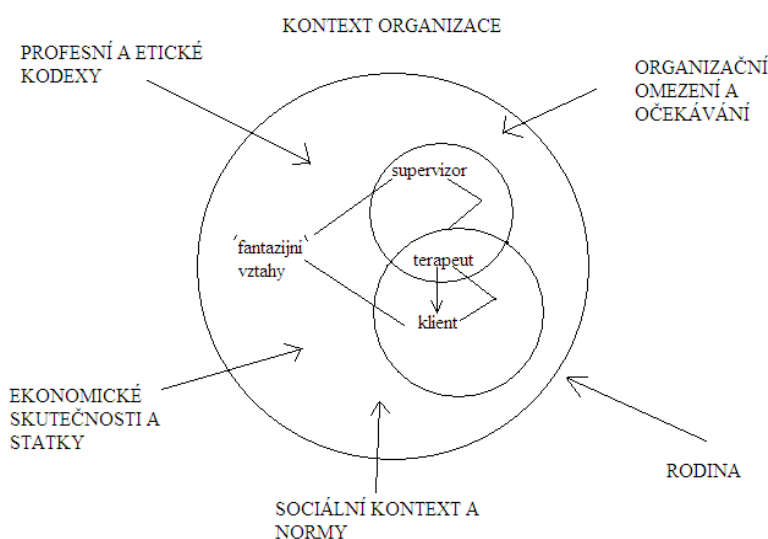 KONTEXT ORGANIZACE
PROFESNÍ A ETICKÉ
KODEXY
ORGANIZAČNÍ
OMEZENÍ A
OČEKÁVÁNÍ
supervizor
'fantazijní'
vztahy
terapeut
klient
EKONOMICKÉ
SKUTEČNOSTI A
STATKY
RODINA
SOCIÁLNÍ KONTEXT A
NORMY